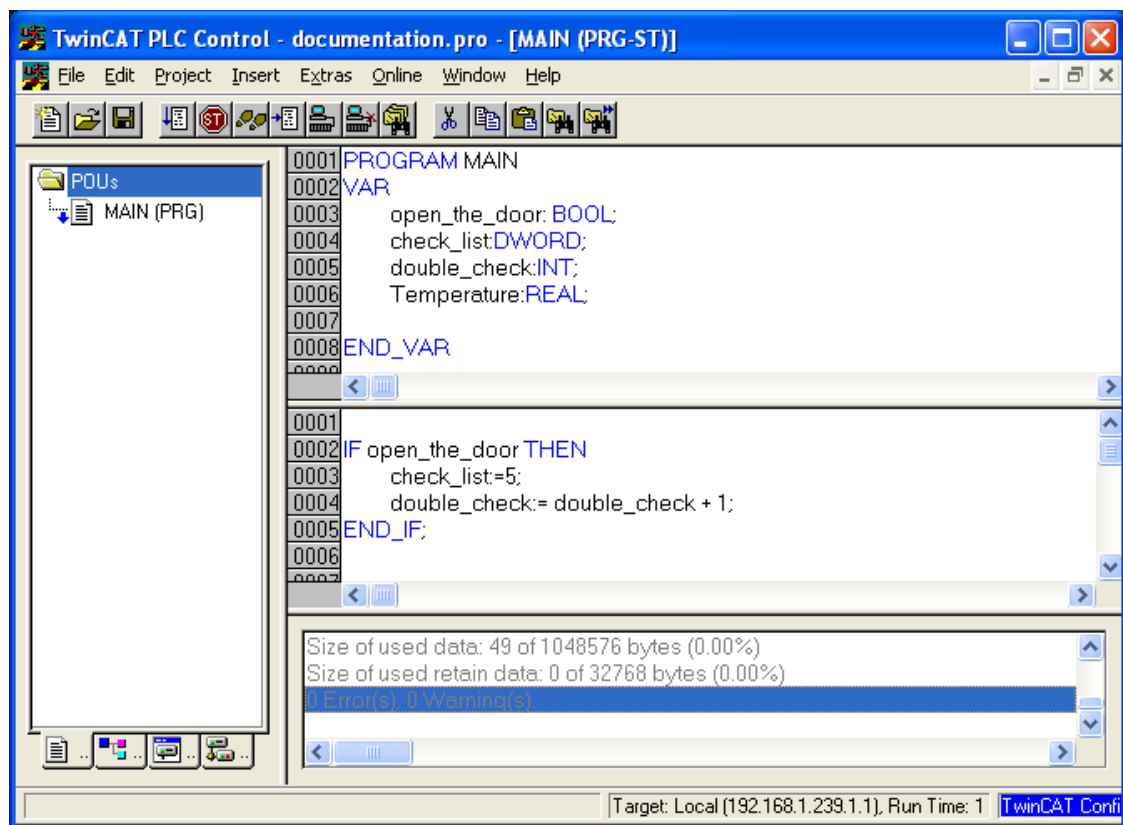 TwinCAT PLC Control - documentation.pro - [MAIN (PRG-ST)]
File Edit Project Insert Extras Online Window Help
POUs
MAIN (PRG)
0001 PROGRAM MAIN
0002 VAR
0003 open_the_door: BOOL;
0004 check_list:DWORD;
0005 double_check:INT;
0006 Temperature:REAL;
0007
0008 END_VAR
0001
0002 IF open_the_door THEN
0003 check_list:=5;
0004 double_check:= double_check + 1;
0005 END_IF;
0006
Size of used data: 49 of 1048576 bytes (0.00%)
Size of used retain data: 0 of 32768 bytes (0.00%)
0 Error(s), 0 Warning(s).
Target: Local (192.168.1.239.1.1), Run Time: 1 TwinCAT Confi